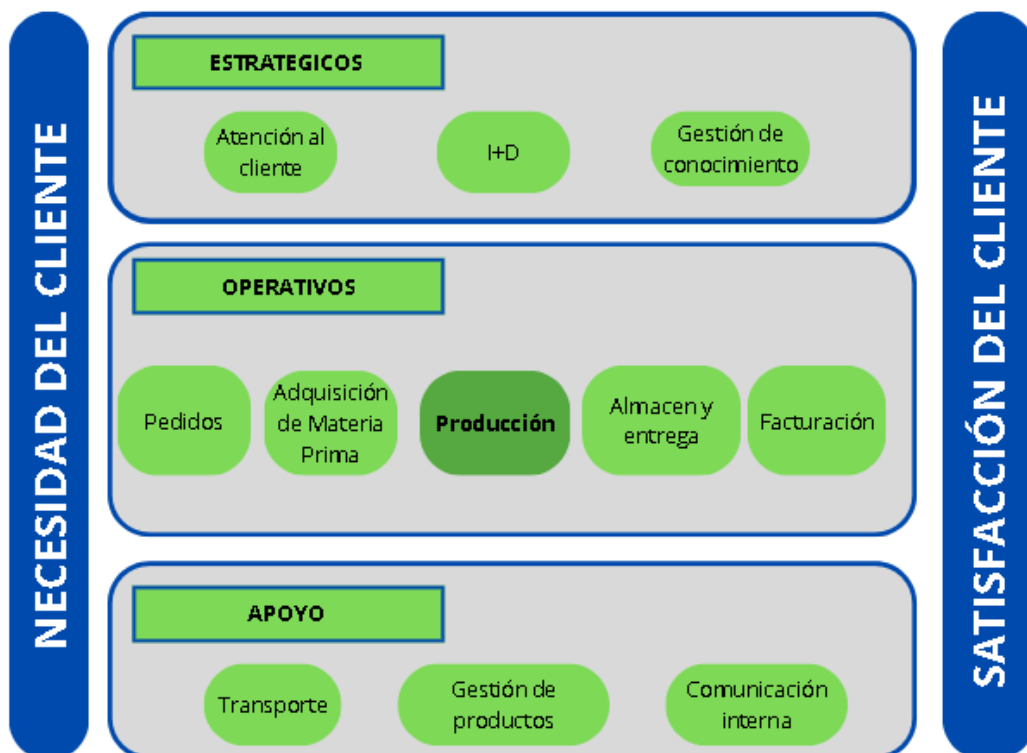 NECESIDAD DEL CLIENTE
ESTRATEGICOS
Atención al
cliente
I+D
Gestión de
conocimiento
OPERATIVOS
Pedidos
Adquisición
de Materia
Prima
Producción
Almacen y
entrega
Facturación
APOYO
Transporte
Gestión de
productos
Comunicación
interna
SATISFACCIÓN DEL CLIENTE